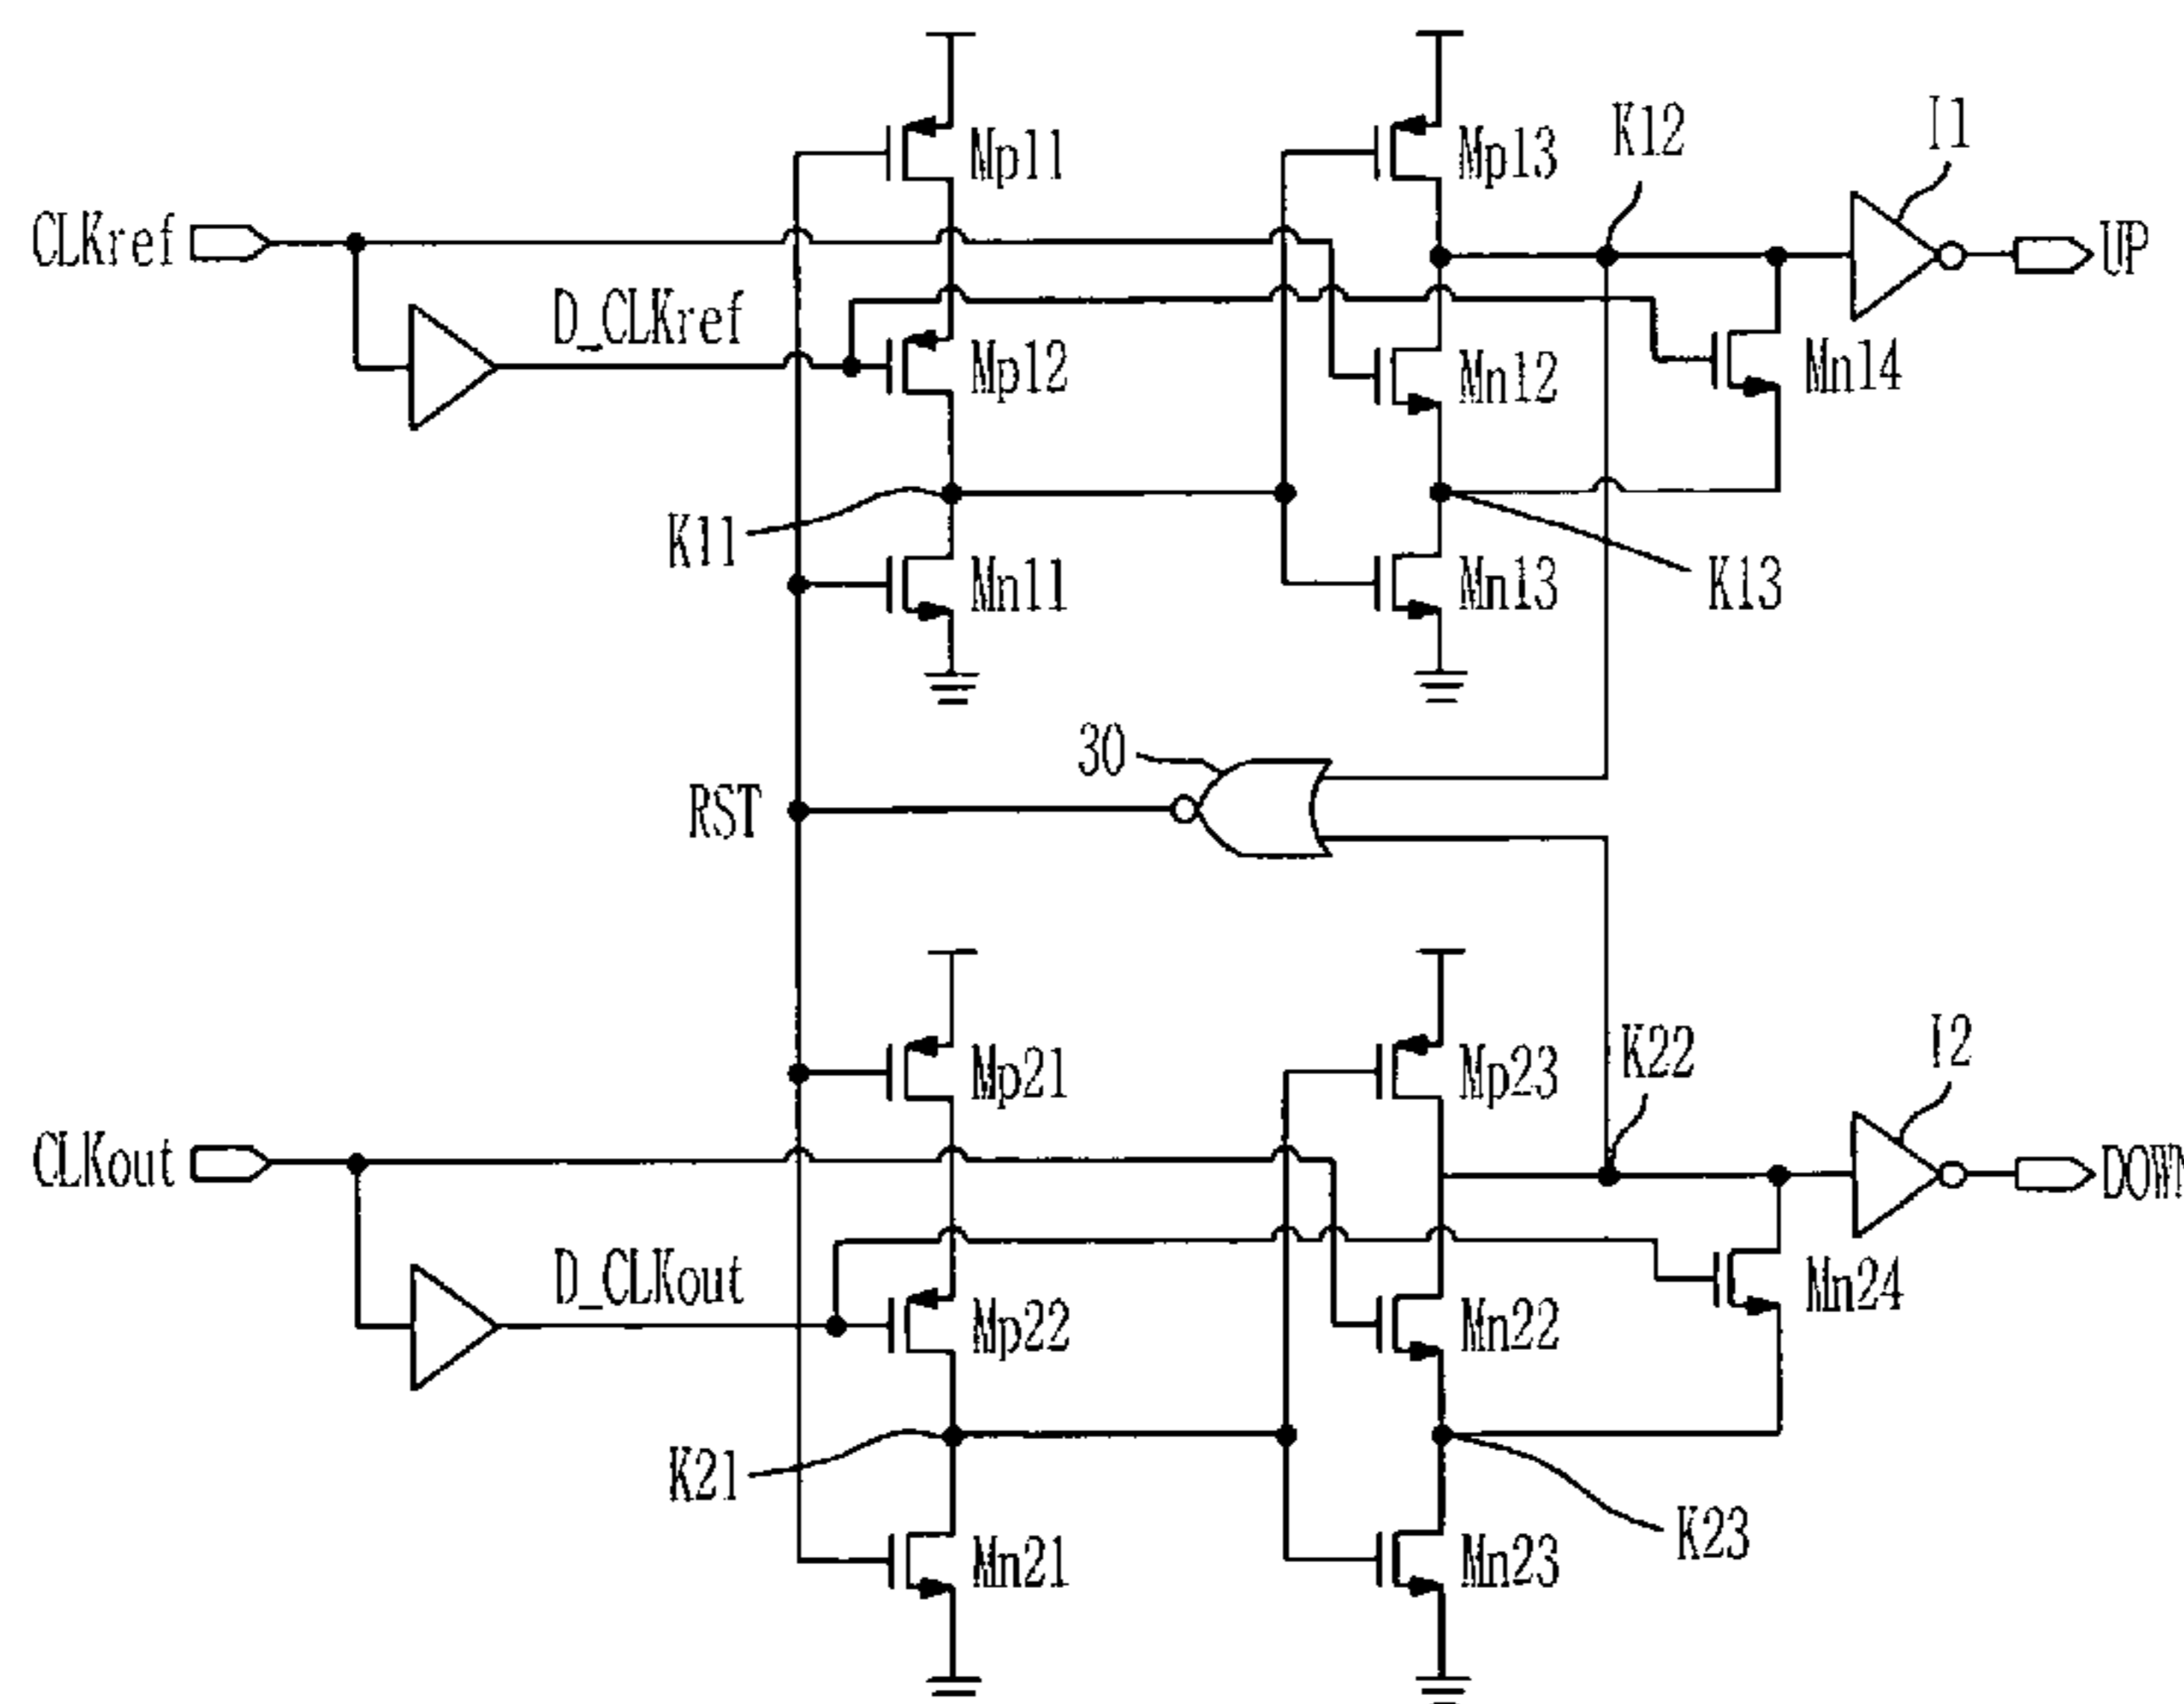 Mp11
Mp13
K12
I1
CLKref
UP
D_CLKref
Mp12
Mn12
Mn14
K11
Mn11
Mn13
K13
30
RST
Mp21
Mp23
K22
I2
CLKout
DOWN
D_CLKout
Mp22
Mn22
Mn24
K21
Mn21
Mn23
K23